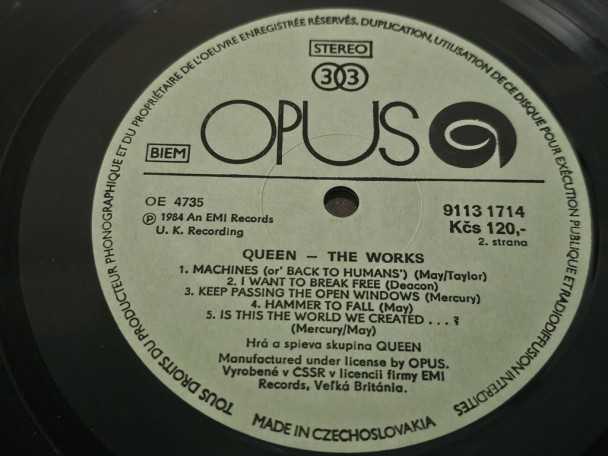 TOUS DROITS DU PRODUCTEUR PHONOGRAPHIQUE ET DU PROPRIÉTAIRE DE L'OEUVRE ENREGISTRÉE RÉSERVÉS. DUPLICATION, UTILISATION DE CE DISQUE POUR EXÉCUTION PUBLIQUE ET RADIODIFFUSION INTERDITES
STEREO
33
OPUS
BIEM
OE 4735
℗ 1984 An EMI Records
U. K. Recording
9113 1714
Kčs 120,-
2. strana
QUEEN — THE WORKS
1. MACHINES (or' BACK TO HUMANS') (May/Taylor)
2. I WANT TO BREAK FREE (Deacon)
3. KEEP PASSING THE OPEN WINDOWS (Mercury)
4. HAMMER TO FALL (May)
5. IS THIS THE WORLD WE CREATED . . . ?
(Mercury/May)
Hrá a spieva skupina QUEEN
Manufactured under license by OPUS.
Vyrobené v ČSSR v licencii firmy EMI
Records, Veľká Británia.
MADE IN CZECHOSLOVAKIA